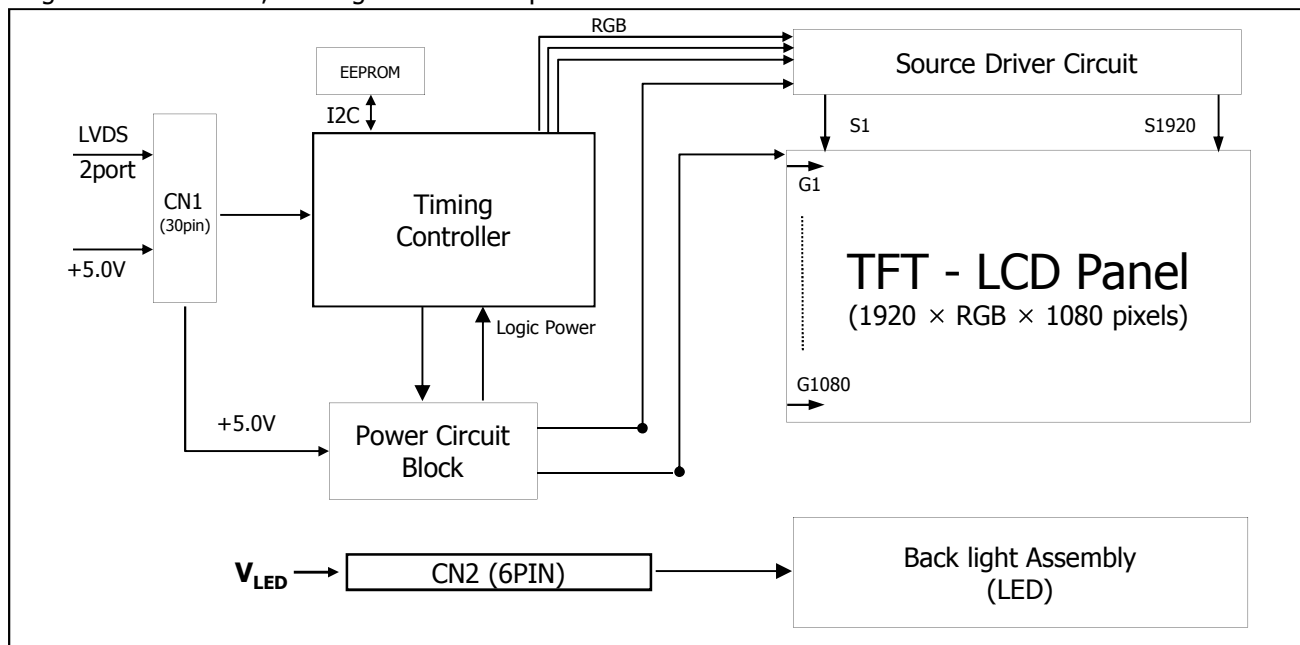 RGB
EEPROM
I2C
Source Driver Circuit
S1
S1920
LVDS
2port
CN1
(30pin)
+5.0V
Timing
Controller
G1
TFT - LCD Panel
(1920 × RGB × 1080 pixels)
G1080
Logic Power
+5.0V
Power Circuit
Block
VLED
CN2 (6PIN)
Back light Assembly
(LED)